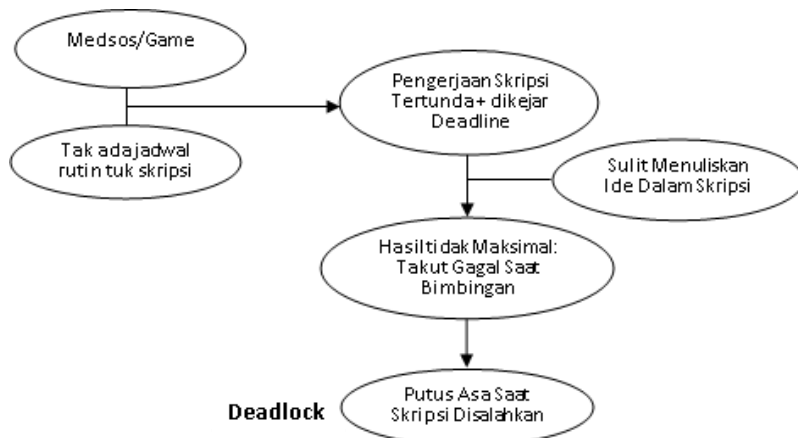 Medsos/Game
Tak ada jadwal
rutin tuk skripsi
Pengerjaan Skripsi
Tertunda + dikejar
Deadline
Sulit Menuliskan
Ide Dalam Skripsi
Hasil tidak Maksimal:
Takut Gagal Saat
Bimbingan
Deadlock
Putus Asa Saat
Skripsi Disalahkan